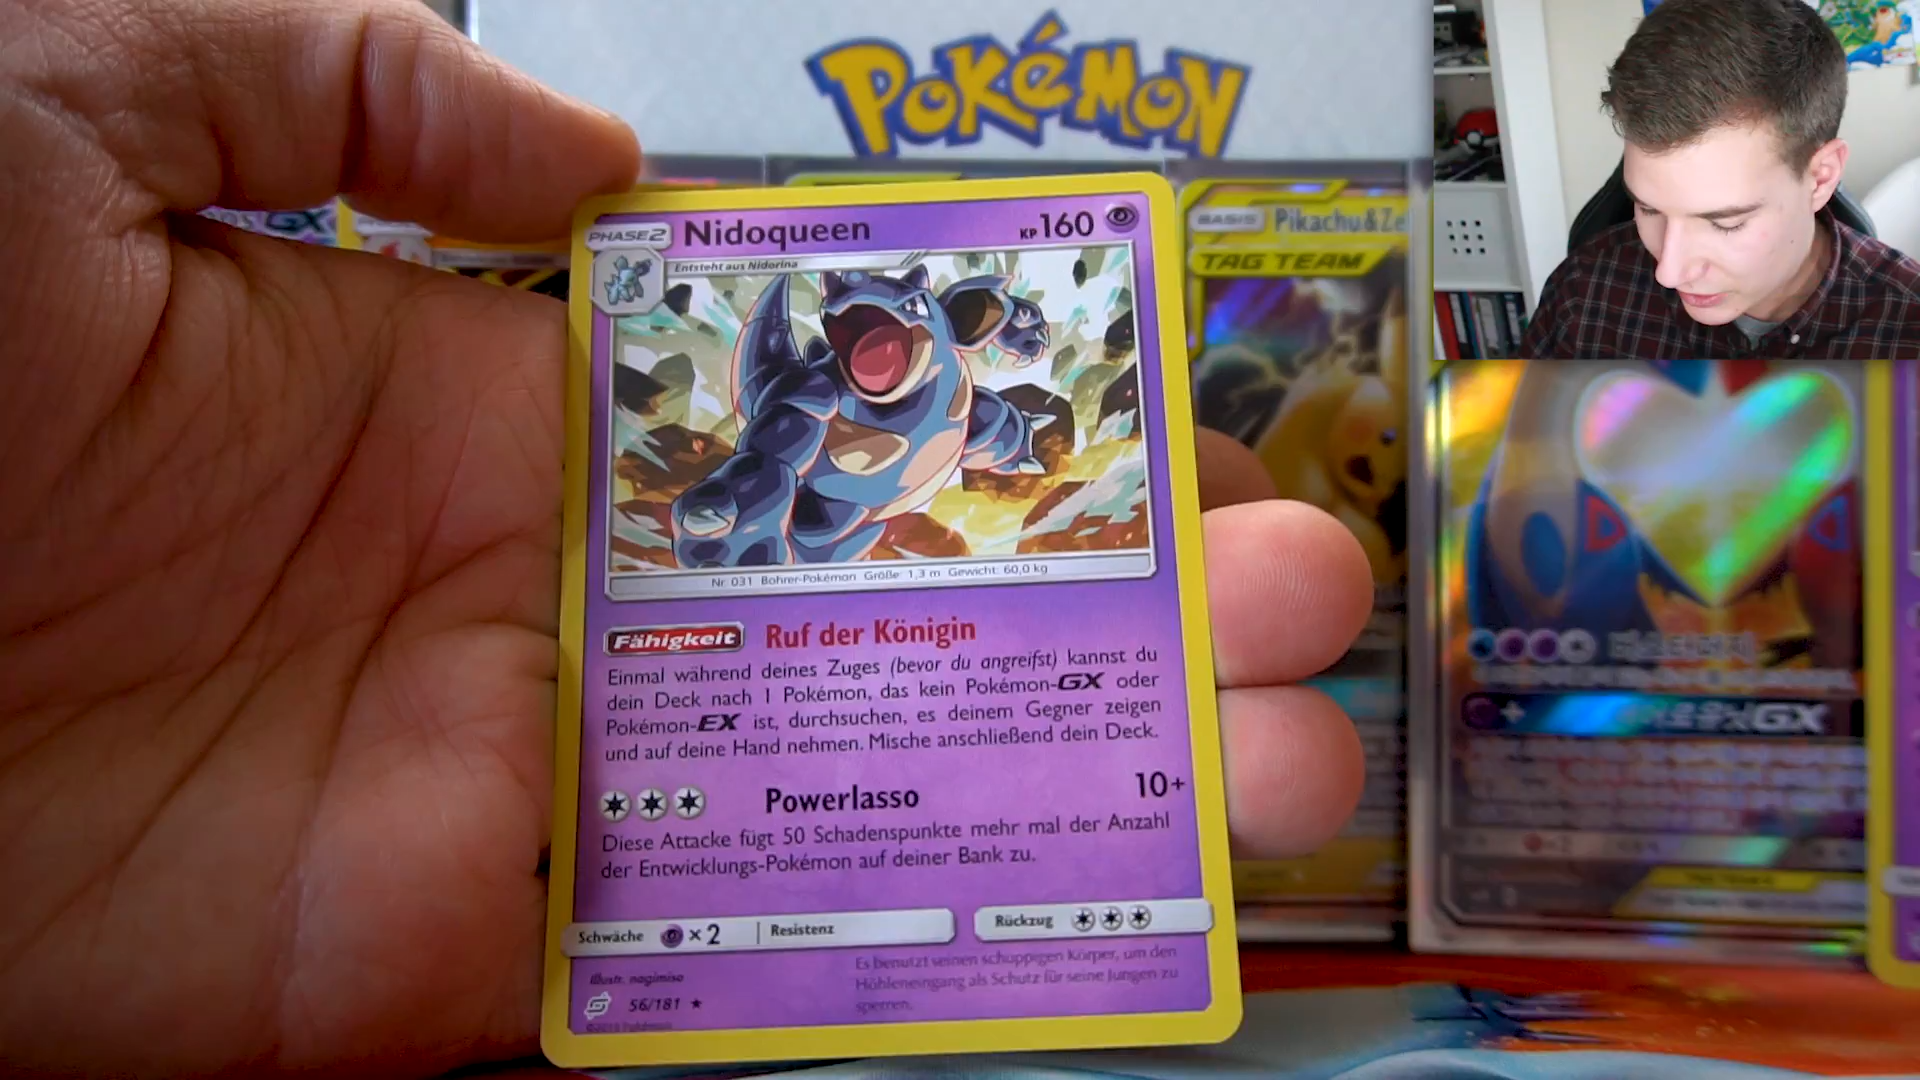 POKÉMON
GX
PHASE 2 Nidoqueen KP 160
Entsteht aus Nidorina
Nr. 031 Bohrer-Pokémon Größe: 1,3 m Gewicht: 60,0 kg
Fähigkeit Ruf der Königin
Einmal während deines Zuges (bevor du angreifst) kannst du
dein Deck nach 1 Pokémon, das kein Pokémon-GX oder
Pokémon-EX ist, durchsuchen, es deinem Gegner zeigen
und auf deine Hand nehmen. Mische anschließend dein Deck.
Powerlasso 10+
Diese Attacke fügt 50 Schadenspunkte mehr mal der Anzahl
der Entwicklungs-Pokémon auf deiner Bank zu.
Schwäche ×2 Resistenz Rückzug
Es benutzt seinen schuppigen Körper, um den
Höhleneingang als Schutz für seine Jungen zu
sperren.
Illustr. nagimiso
56/181
©2019 Pokémon
BASIS Pikachu&Ze
TAG TEAM
GX